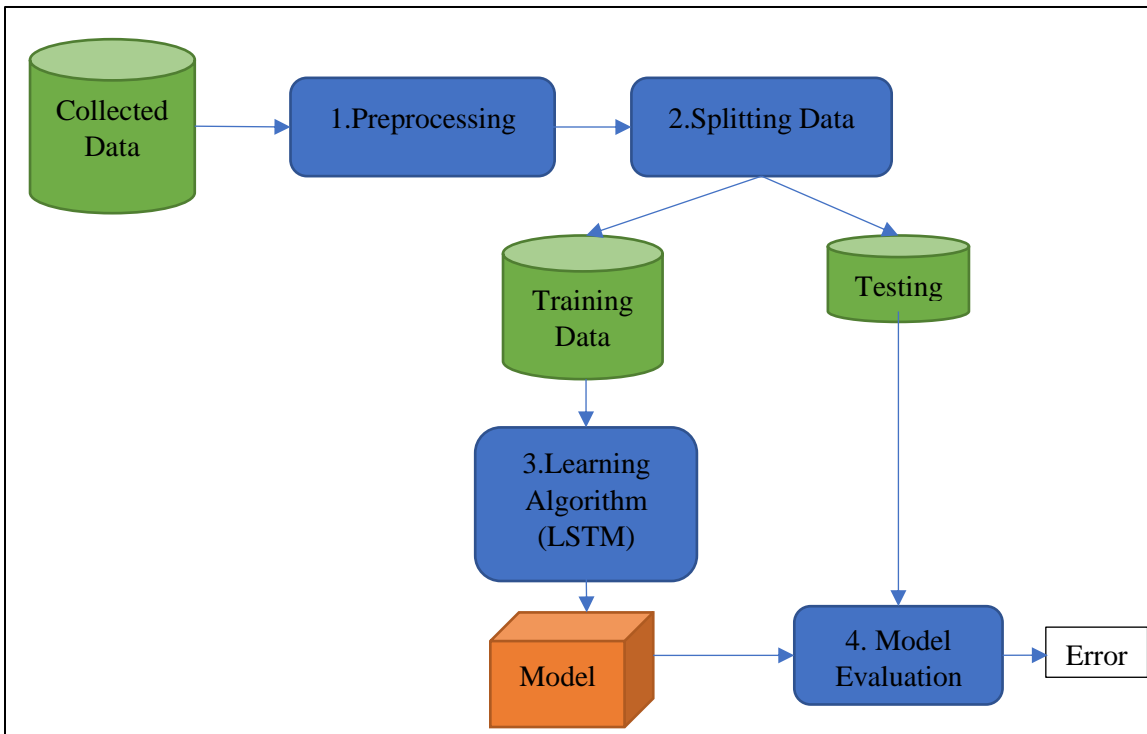 Collected
Data
1.Preprocessing
2.Splitting Data
Training
Data
Testing
3.Learning
Algorithm
(LSTM)
Model
4. Model
Evaluation
Error